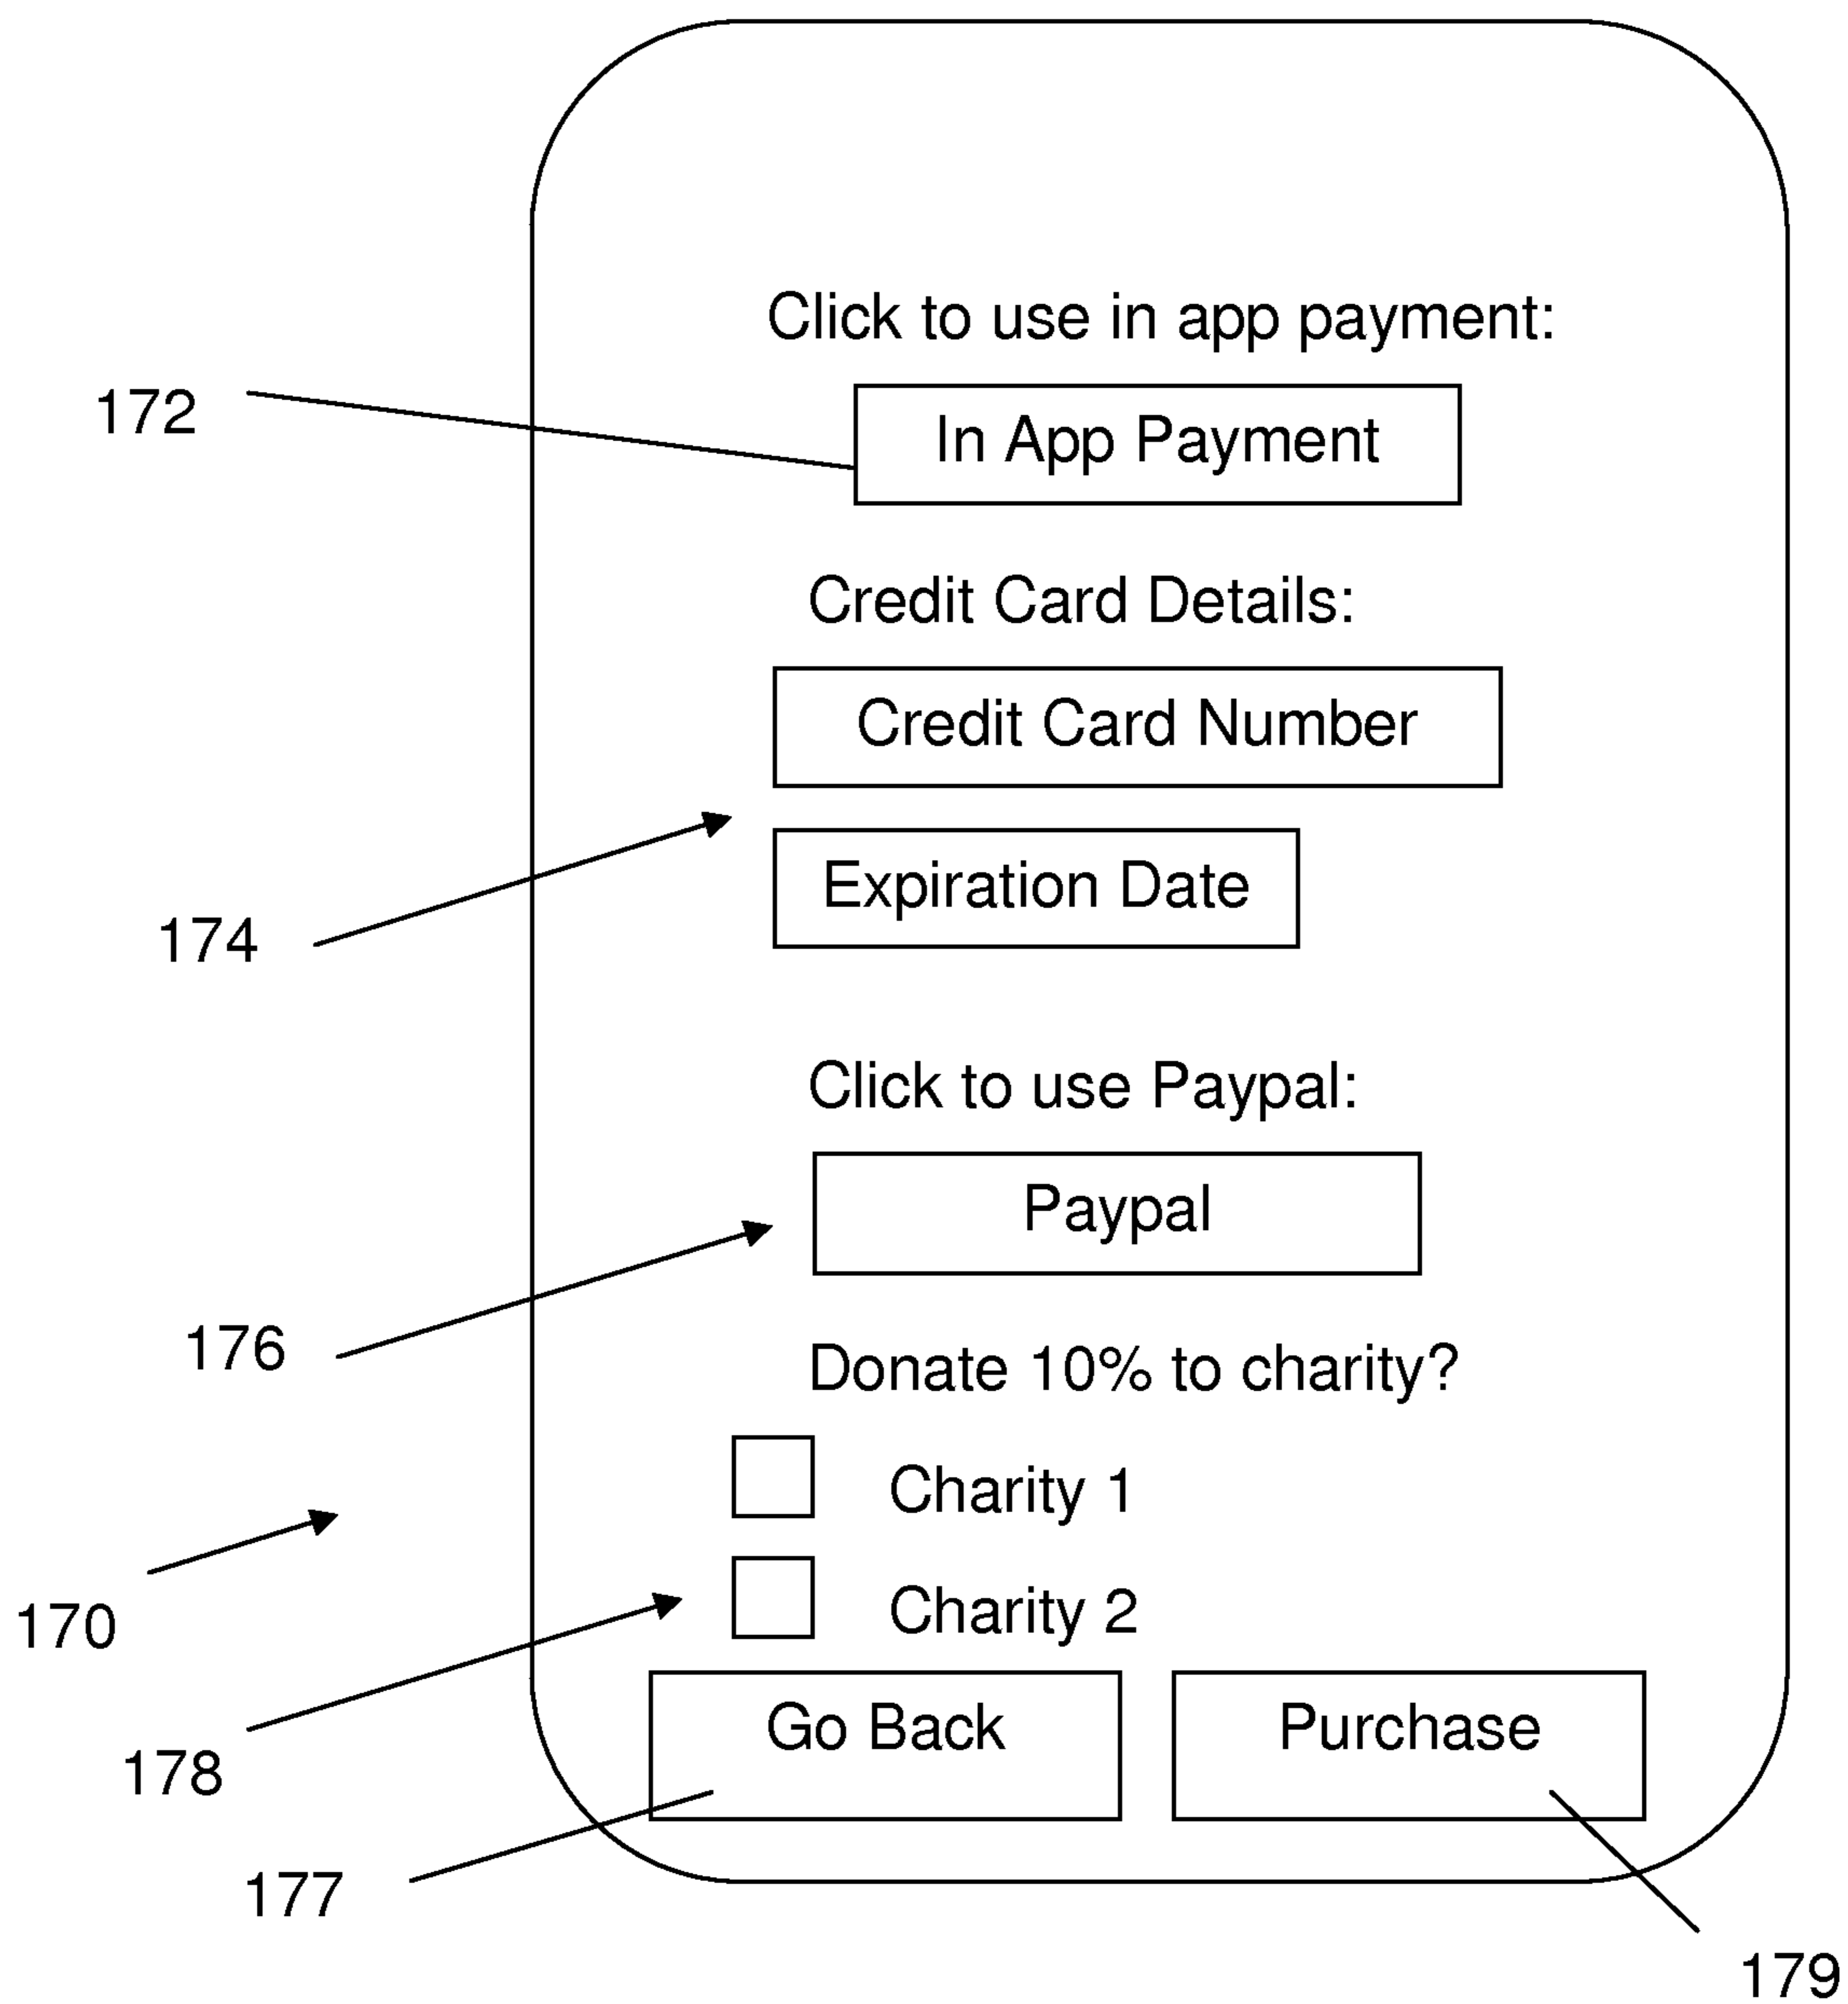 Click to use in app payment:
172
In App Payment
Credit Card Details:
Credit Card Number
Expiration Date
174
Click to use Paypal:
Paypal
176
Donate 10% to charity?
Charity 1
Charity 2
170
Go Back
Purchase
178
177
179